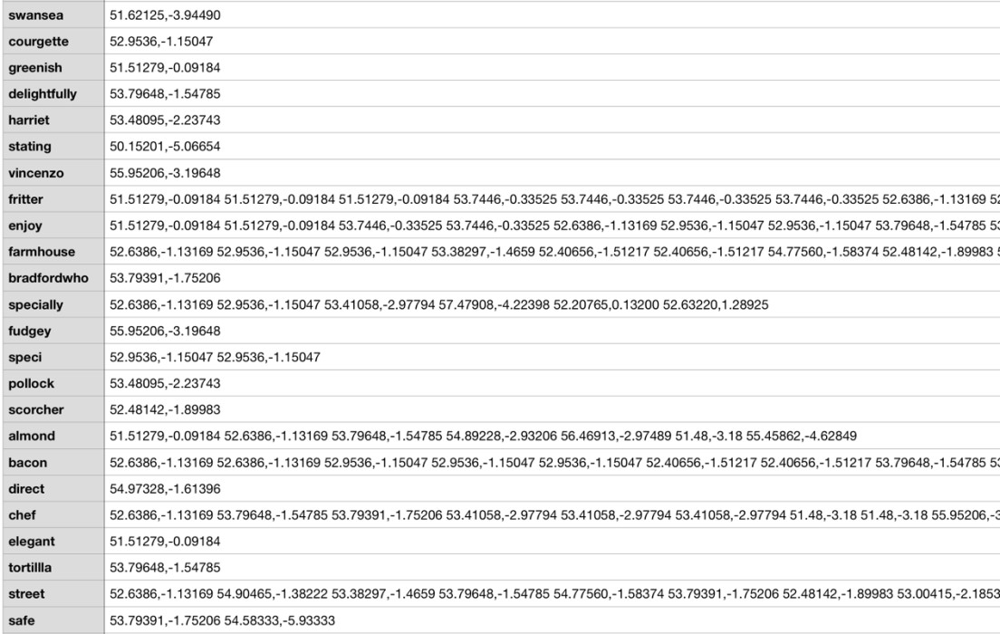 swansea 51.62125,-3.94490
courgette 52.9536,-1.15047
greenish 51.51279,-0.09184
delightfully 53.79648,-1.54785
harriet 53.48095,-2.23743
stating 50.15201,-5.06654
vincenzo 55.95206,-3.19648
fritter 51.51279,-0.09184 51.51279,-0.09184 51.51279,-0.09184 53.7446,-0.33525 53.7446,-0.33525 53.7446,-0.33525 53.7446,-0.33525 52.6386,-1.13169 52
enjoy 51.51279,-0.09184 51.51279,-0.09184 53.7446,-0.33525 53.7446,-0.33525 52.6386,-1.13169 52.9536,-1.15047 52.9536,-1.15047 53.79648,-1.54785 53
farmhouse 52.6386,-1.13169 52.9536,-1.15047 52.9536,-1.15047 53.38297,-1.4659 52.40656,-1.51217 52.40656,-1.51217 54.77560,-1.58374 52.48142,-1.89983
bradfordwho 53.79391,-1.75206
specially 52.6386,-1.13169 52.9536,-1.15047 53.41058,-2.97794 57.47908,-4.22398 52.20765,0.13200 52.63220,1.28925
fudgey 55.95206,-3.19648
speci 52.9536,-1.15047 52.9536,-1.15047
pollock 53.48095,-2.23743
scorcher 52.48142,-1.89983
almond 51.51279,-0.09184 52.6386,-1.13169 53.79648,-1.54785 54.89228,-2.93206 56.46913,-2.97489 51.48,-3.18 55.45862,-4.62849
bacon 52.6386,-1.13169 52.6386,-1.13169 52.9536,-1.15047 52.9536,-1.15047 52.9536,-1.15047 52.40656,-1.51217 52.40656,-1.51217 53.79648,-1.54785 53
direct 54.97328,-1.61396
chef 52.6386,-1.13169 53.79648,-1.54785 53.79391,-1.75206 53.41058,-2.97794 53.41058,-2.97794 53.41058,-2.97794 51.48,-3.18 51.48,-3.18 55.95206,-3
elegant 51.51279,-0.09184
tortillla 53.79648,-1.54785
street 52.6386,-1.13169 54.90465,-1.38222 53.38297,-1.4659 53.79648,-1.54785 54.77560,-1.58374 53.79391,-1.75206 52.48142,-1.89983 53.00415,-2.1853
safe 53.79391,-1.75206 54.58333,-5.93333